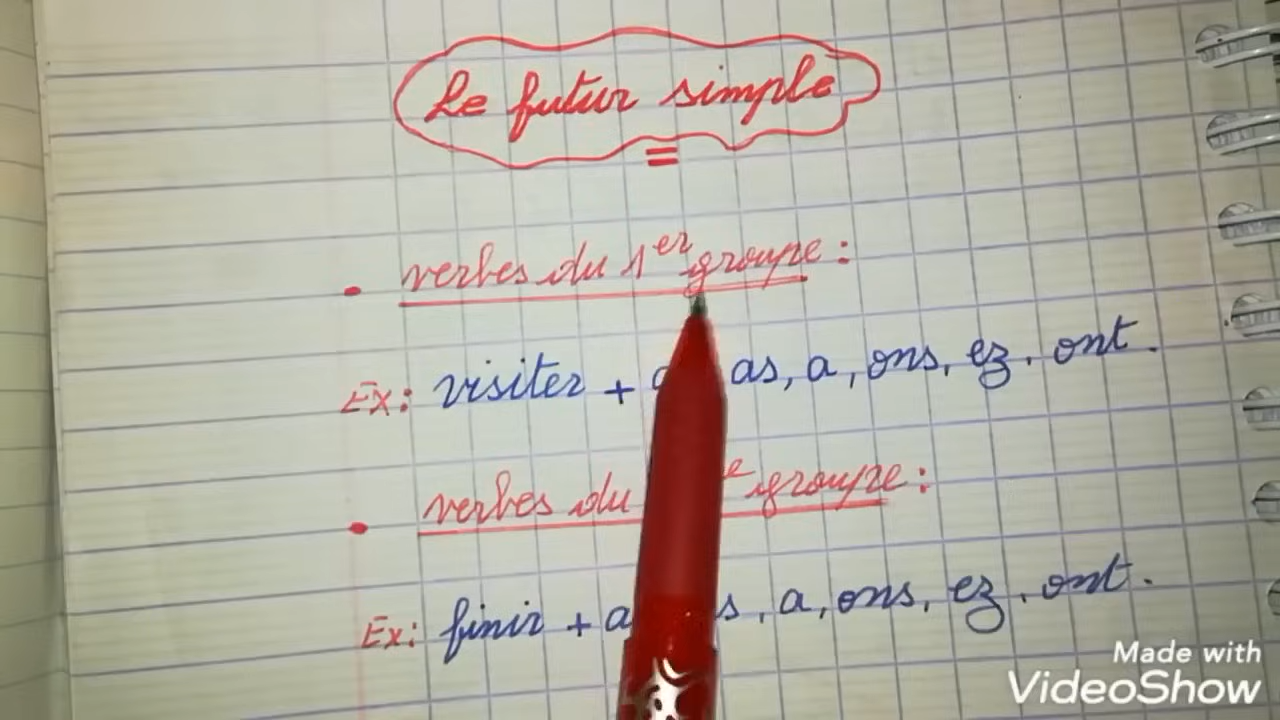 Le futur simple
=
• verbes du 1er groupe :
Ex: visiter + a as, a, ons, ez, ont.
• verbes du e groupe :
Ex: finir + a s, a, ons, ez, ont.
Made with
VideoShow